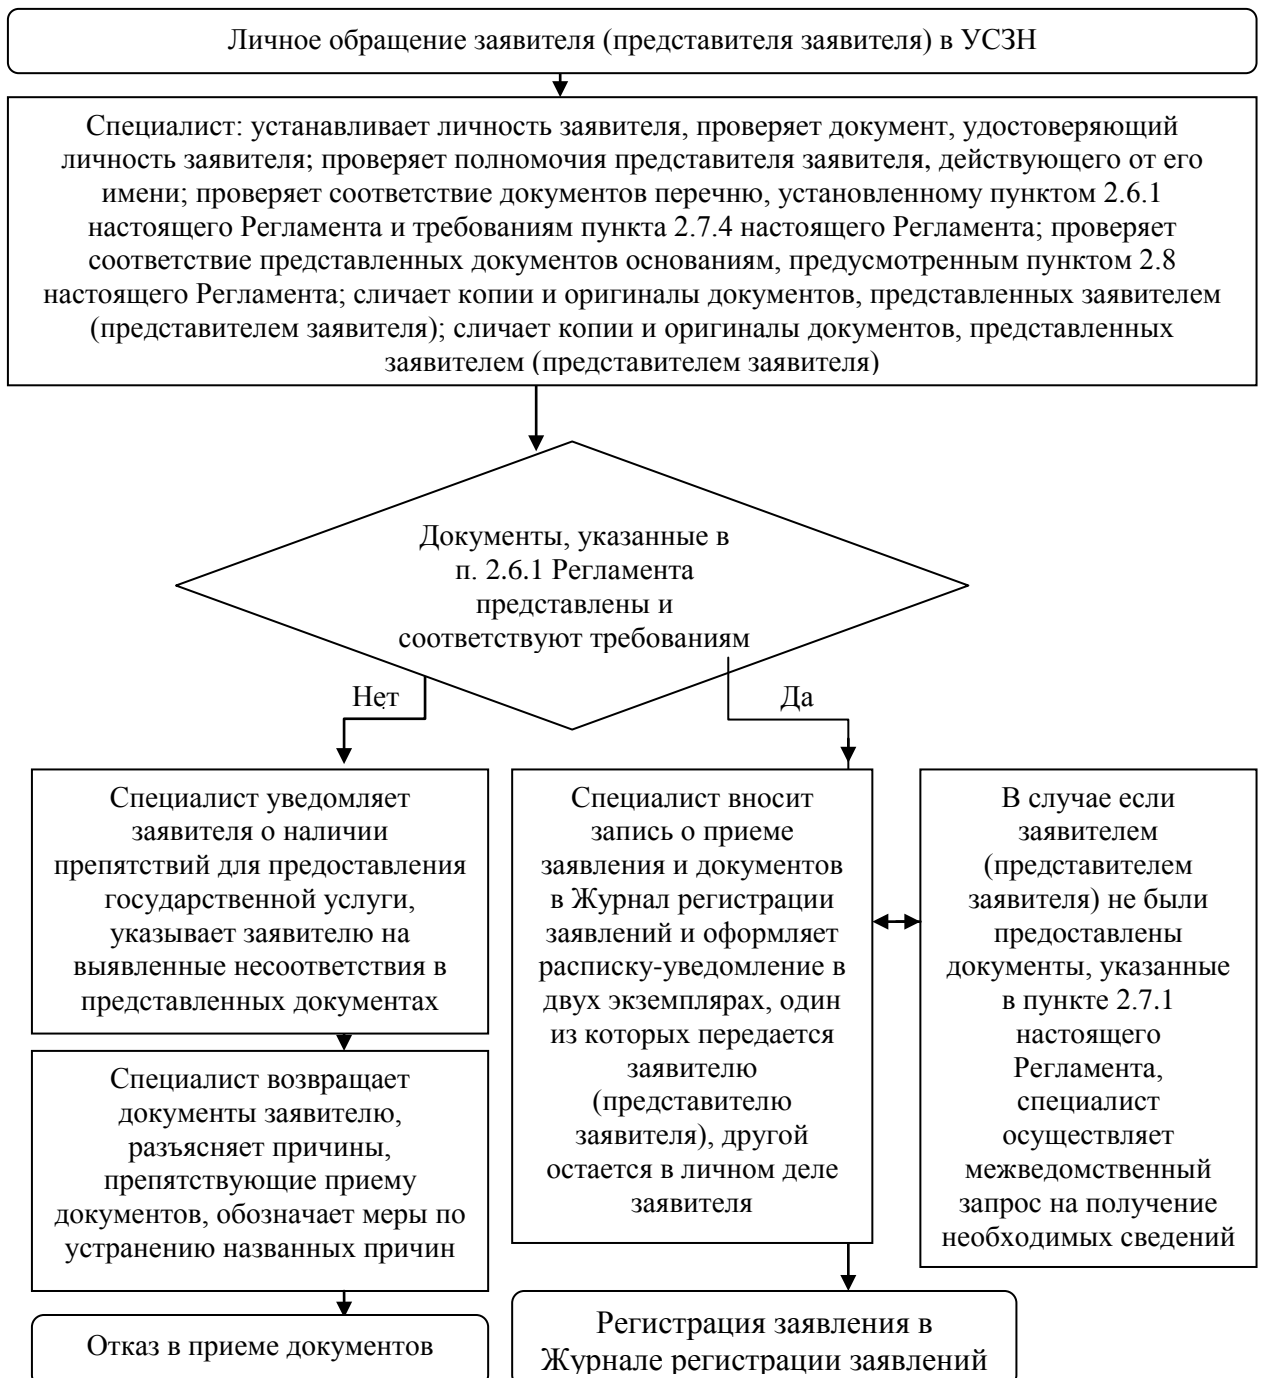 Личное обращение заявителя (представителя заявителя) в УСЗН
Специалист: устанавливает личность заявителя, проверяет документ, удостоверяющий
личность заявителя; проверяет полномочия представителя заявителя, действующего от его
имени; проверяет соответствие документов перечню, установленному пунктом 2.6.1
настоящего Регламента и требованиям пункта 2.7.4 настоящего Регламента; проверяет
соответствие представленных документов основаниям, предусмотренным пунктом 2.8
настоящего Регламента; сличает копии и оригиналы документов, представленных заявителем
(представителем заявителя); сличает копии и оригиналы документов, представленных
заявителем (представителем заявителя)
Документы, указанные в
п. 2.6.1 Регламента
представлены и
соответствуют требованиям
Нет
Да
Специалист уведомляет
заявителя о наличии
препятствий для предоставления
государственной услуги,
указывает заявителю на
выявленные несоответствия в
представленных документах
Специалист возвращает
документы заявителю,
разъясняет причины,
препятствующие приему
документов, обозначает меры по
устранению названных причин
Отказ в приеме документов
Специалист вносит
запись о приеме
заявления и документов
в Журнал регистрации
заявлений и оформляет
расписку-уведомление в
двух экземплярах, один
из которых передается
заявителю
(представителю
заявителя), другой
остается в личном деле
заявителя
Регистрация заявления в
Журнале регистрации заявлений
В случае если
заявителем
(представителем
заявителя) не были
предоставлены
документы, указанные
в пункте 2.7.1
настоящего
Регламента,
специалист
осуществляет
межведомственный
запрос на получение
необходимых сведений